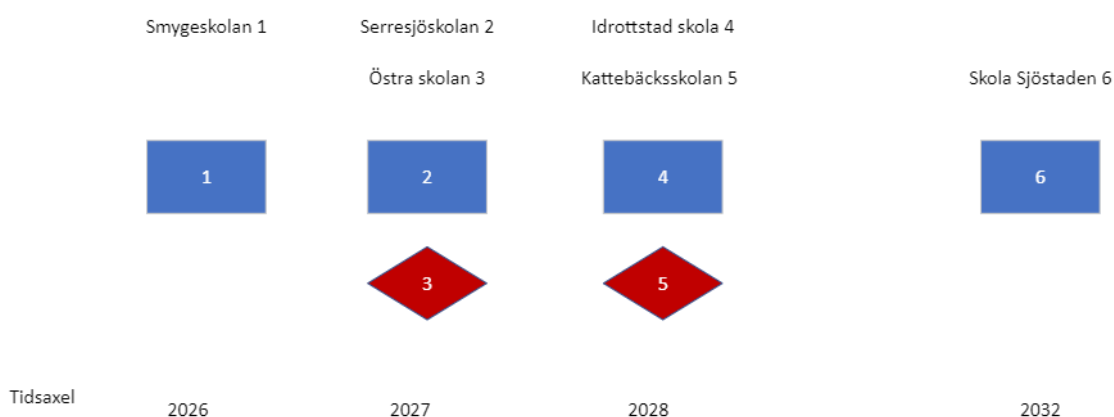 Smygeskolan 1
Serresjöskolan 2
Idrottstad skola 4
Östra skolan 3
Kattebäcksskolan 5
Skola Sjöstaden 6
1
2
4
6
3
5
Tidsaxel
2026
2027
2028
2032